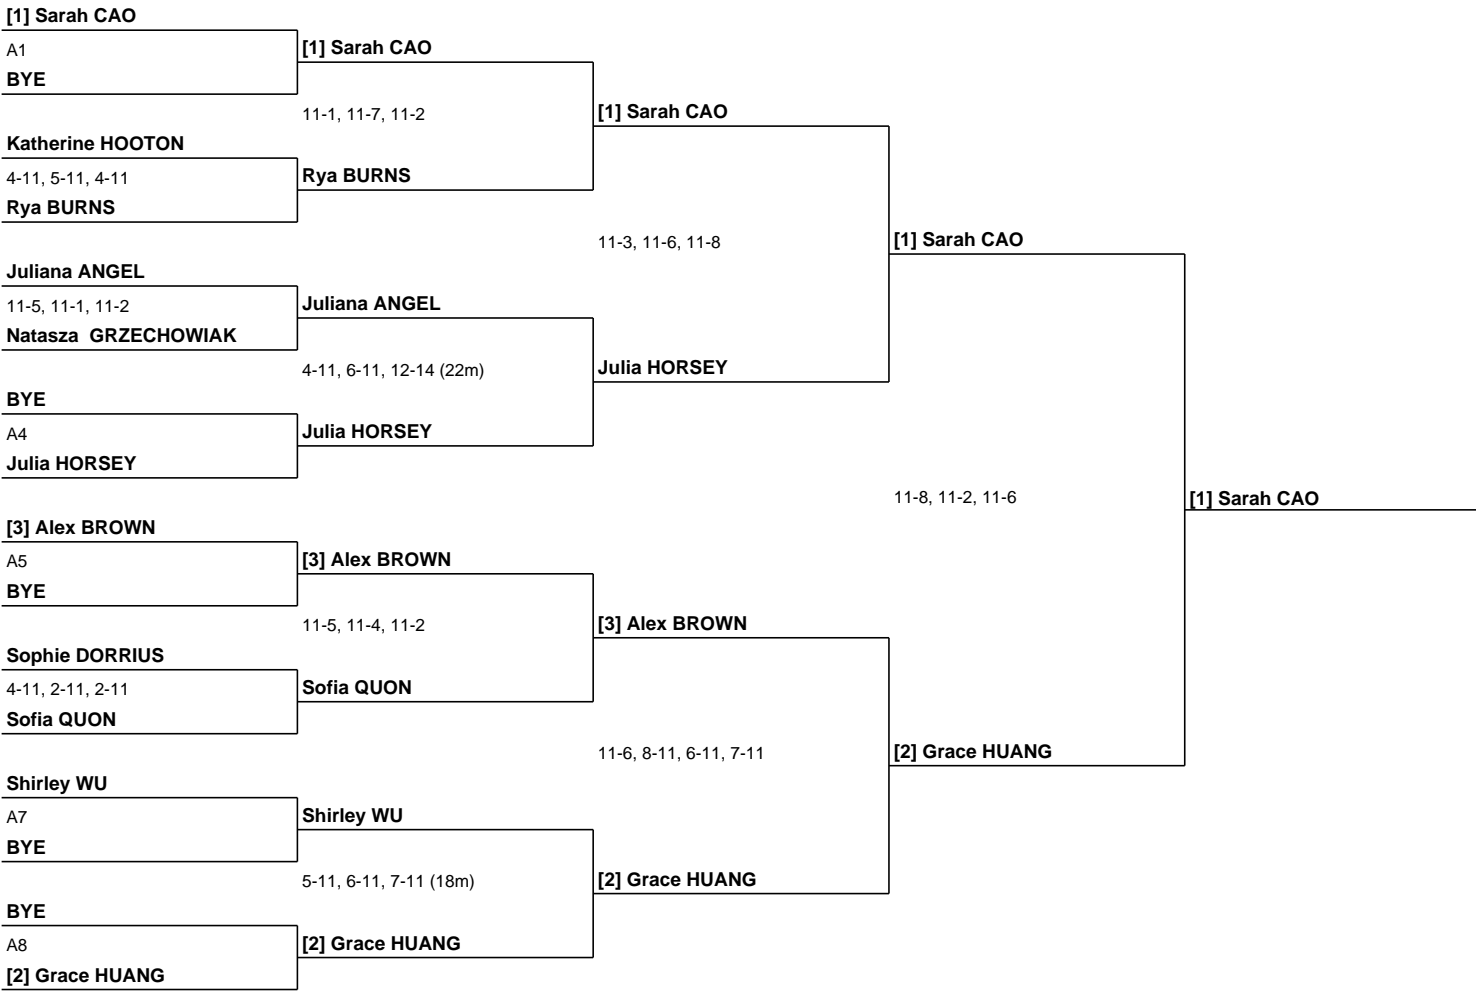 [1] Sarah CAO
A1
BYE
Katherine HOOTON
4-11, 5-11, 4-11
Rya BURNS
Juliana ANGEL
11-5, 11-1, 11-2
Natasza  GRZECHOWIAK
BYE
A4
Julia HORSEY
[3] Alex BROWN
A5
BYE
Sophie DORRIUS
4-11, 2-11, 2-11
Sofia QUON
Shirley WU
A7
BYE
BYE
A8
[2] Grace HUANG
[1] Sarah CAO
11-1, 11-7, 11-2
Rya BURNS
Juliana ANGEL
4-11, 6-11, 12-14 (22m)
Julia HORSEY
[3] Alex BROWN
11-5, 11-4, 11-2
Sofia QUON
Shirley WU
5-11, 6-11, 7-11 (18m)
[2] Grace HUANG
[1] Sarah CAO
11-3, 11-6, 11-8
Julia HORSEY
[3] Alex BROWN
11-6, 8-11, 6-11, 7-11
[2] Grace HUANG
[1] Sarah CAO
11-8, 11-2, 11-6
[2] Grace HUANG
[1] Sarah CAO